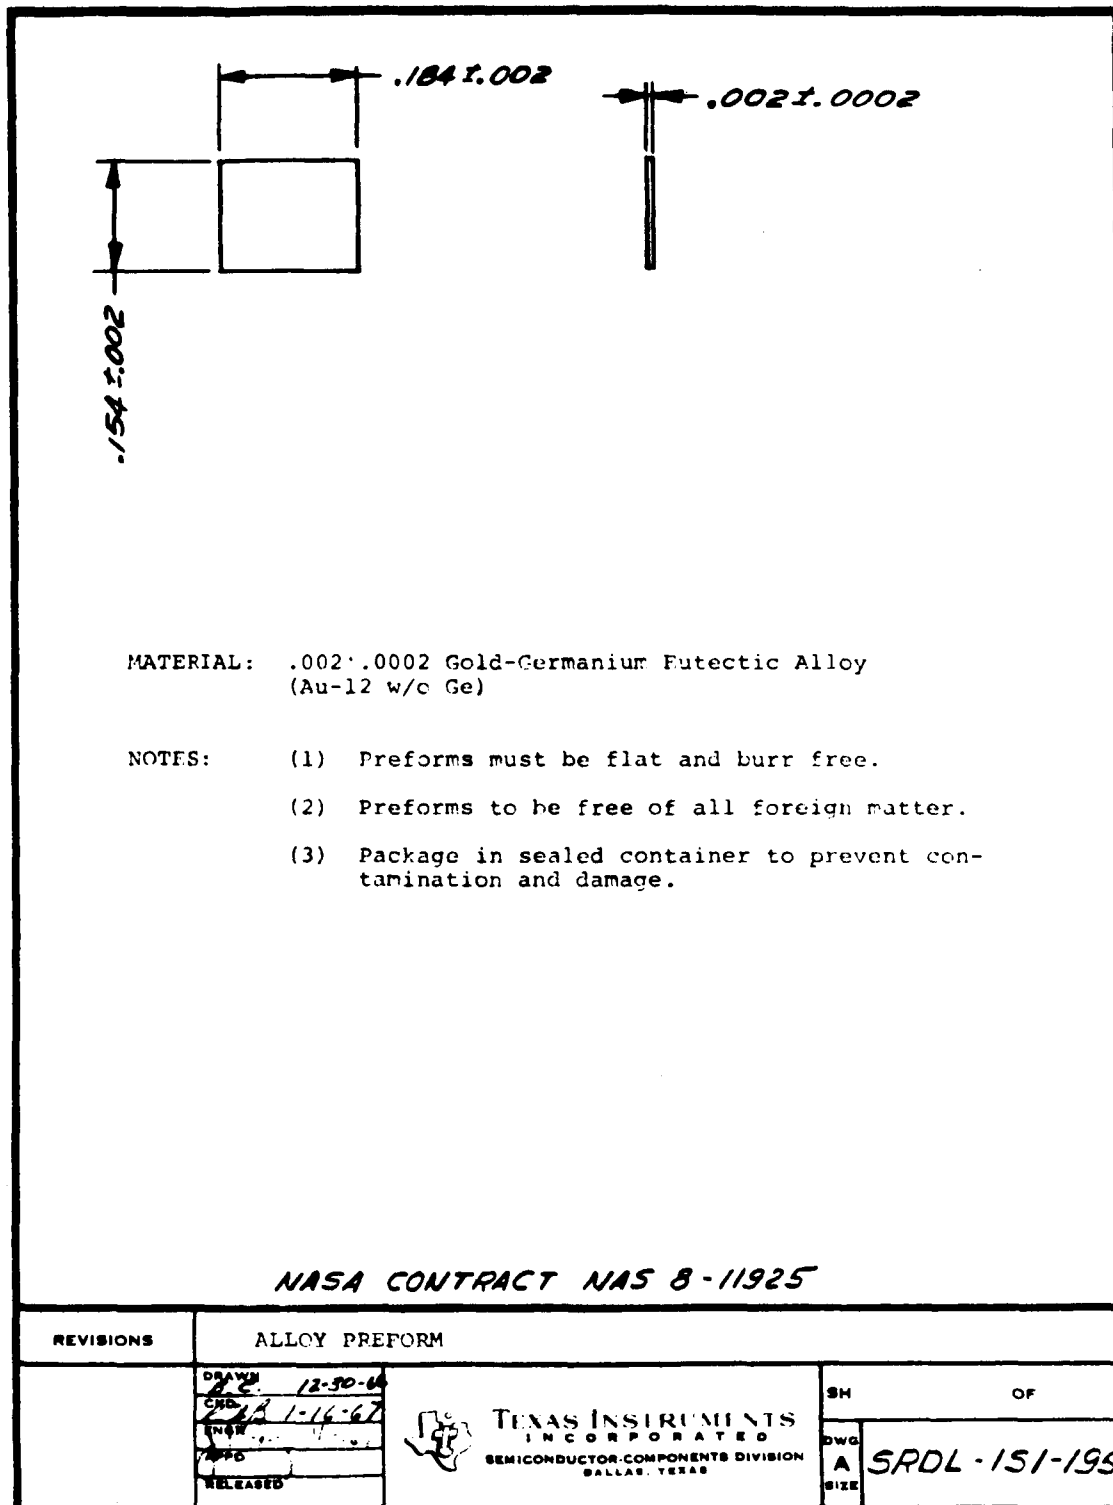 .184±.002
.002±.0002
.154±.002
MATERIAL: .002±.0002 Gold-Germanium Eutectic Alloy
(Au-12 w/o Ge)
NOTES: (1) Preforms must be flat and burr free.
(2) Preforms to be free of all foreign matter.
(3) Package in sealed container to prevent con-
tamination and damage.
NASA CONTRACT NAS 8-11925
REVISIONS
ALLOY PREFORM
DRAWN 12-30-66
CKD. 1-16-67
ENGR
APPD
RELEASED
TEXAS INSTRUMENTS
INCORPORATED
SEMICONDUCTOR-COMPONENTS DIVISION
DALLAS, TEXAS
SH OF
DWG
A
SIZE
SRDL-151-195